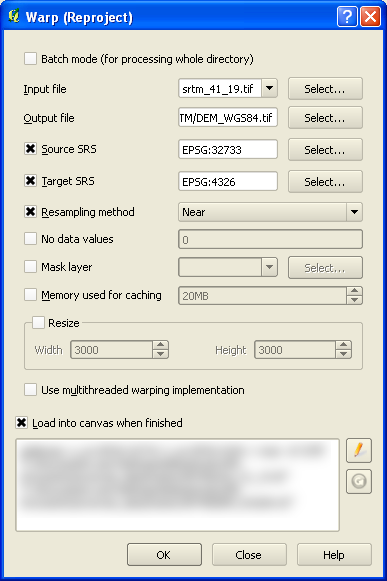 Warp (Reproject)
Batch mode (for processing whole directory)
Input file srtm_41_19.tif Select...
Output file TM/DEM_WGS84.tif Select...
Source SRS EPSG:32733 Select...
Target SRS EPSG:4326 Select...
Resampling method Near
No data values 0
Mask layer Select...
Memory used for caching 20MB
Resize
Width 3000 Height 3000
Use multithreaded warping implementation
Load into canvas when finished
OK Close Help